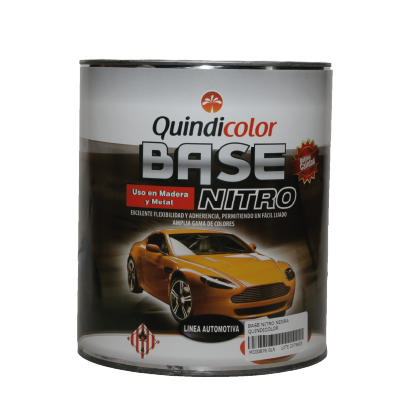 Quindicolor
BASE
NITRO
Uso en Madera
y Metal
EXCELENTE FLEXIBILIDAD Y ADHERENCIA, PERMITIENDO UN FÁCIL LIJADO
AMPLIA GAMA DE COLORES
LINEA AUTOMOTIVA
BASE NITRO NEGRA
QUINDICOLOR